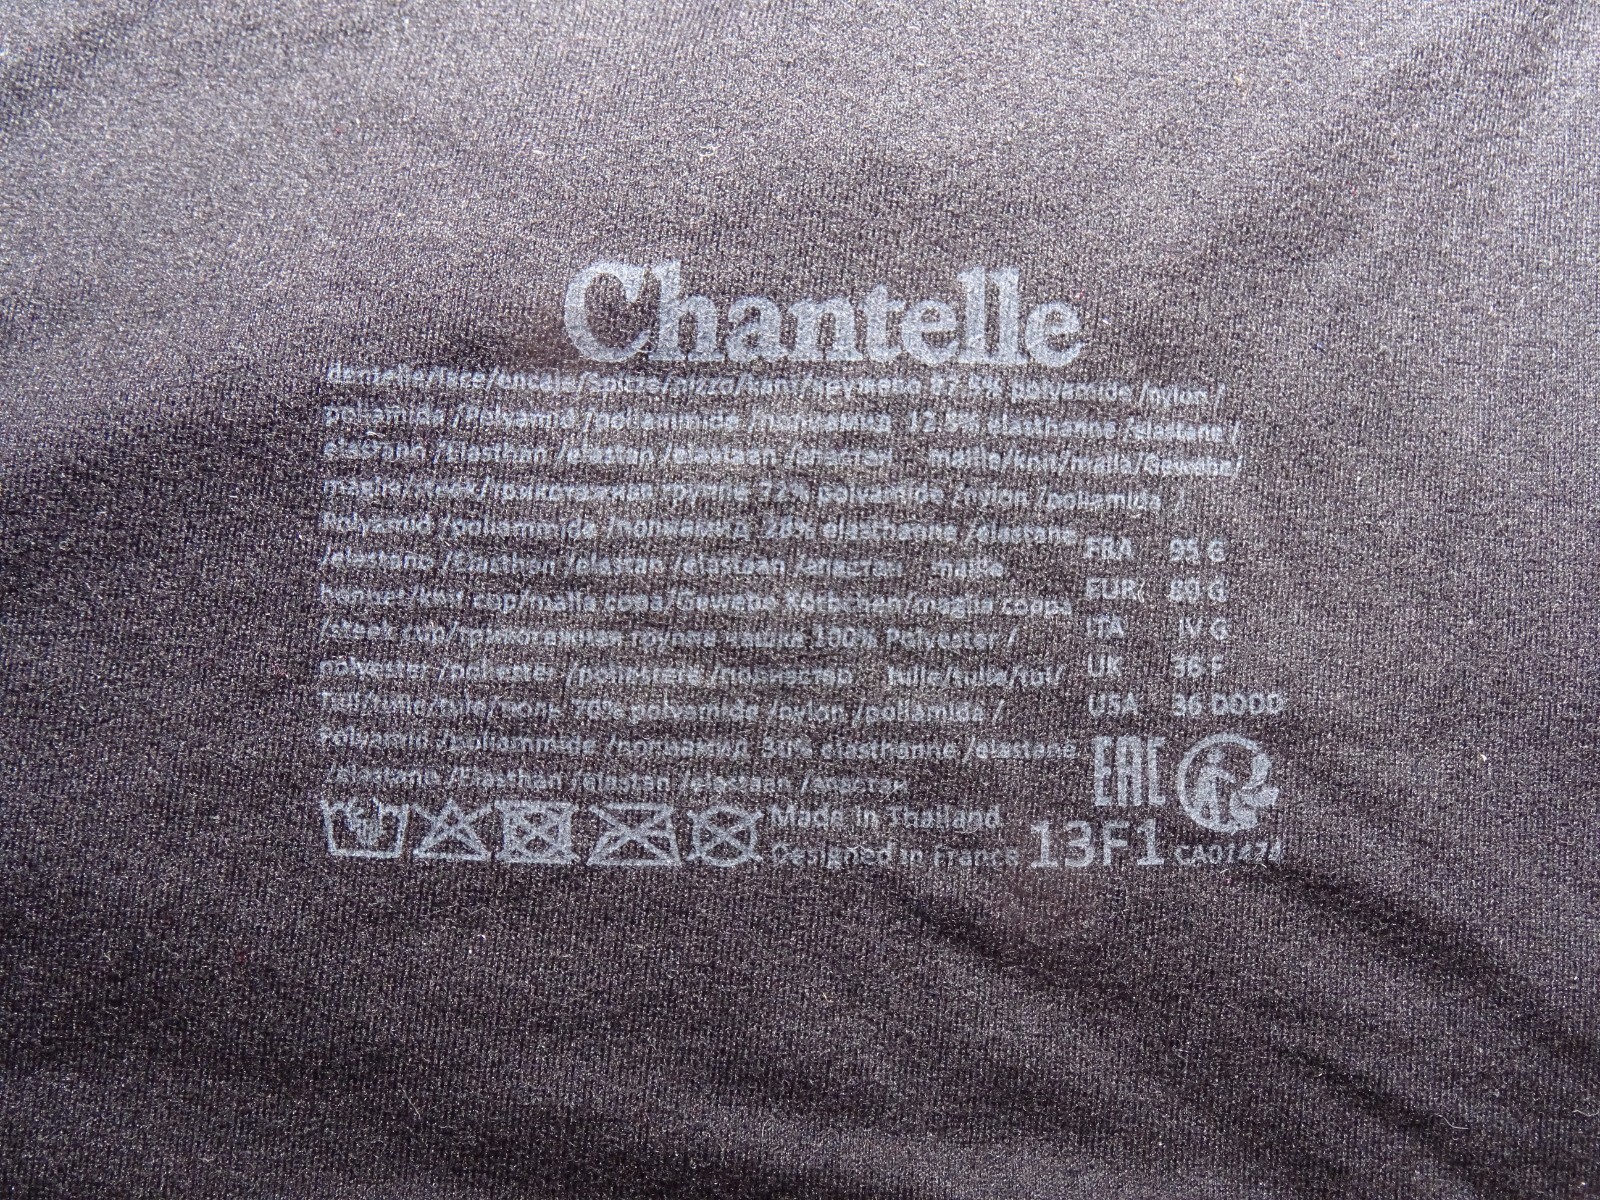 Chantelle
dentelle/lace/encaje/Spitze/pizzo/kant/кружево 87.5% polyamide /nylon /
poliamida /Polyamid /poliammide /полиамид 12.5% elasthanne /elastane /
elastano /Elasthan /elastan /elastaan /эластан maille/knit/malla/Gewebe/
maglia/steek/трикотажная группа 72% polyamide /nylon /poliamida /
Polyamid /poliammide /полиамид 28% elasthanne /elastane
/elastano /Elasthan /elastan /elastaan /эластан maille
bonnet/knit cup/malla copa/Gewebe Körbchen/maglia coppa
/steek cup/трикотажная группа чашка 100% Polyester /
polyester /poliéster /poliestere /полиэстер tulle/tulle/tul/
Tüll/tulle/tule/тюль 70% polyamide /nylon /poliamida /
Polyamid /poliammide /полиамид 30% elasthanne /elastane
/elastano /Elasthan /elastan /elastaan /эластан
FRA 95 G
EUR 80 G
ITA IV G
UK 36 F
USA 36 DDDD
EAC
Made in Thailand
Designed in France 13F1